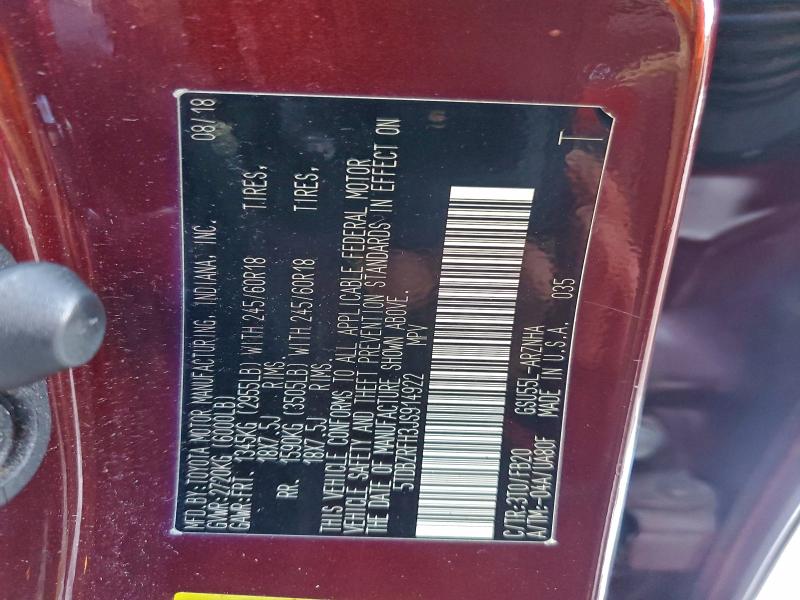 MFD.BY:TOYOTA MOTOR MANUFACTURING, INDIANA, INC. 08/18
GVWR-2720KG (6000LB)
GAWR-FRT. 1345KG (2955LB) WITH 245/60R18 TIRES,
18X7.5J RIMS.
RR. 1590KG (3505LB) WITH 245/60R18 TIRES,
18X7.5J RIMS.
THIS VEHICLE CONFORMS TO ALL APPLICABLE FEDERAL MOTOR
VEHICLE SAFETY AND THEFT PREVENTION STANDARDS IN EFFECT ON
THE DATE OF MANUFACTURE SHOWN ABOVE.
5TDBZRFH3JS914922 MPV
C/TR:3T0/FB20 GSU55L-ARZNHA T
A/TM:-04A/UA80F MADE IN U.S.A. 035